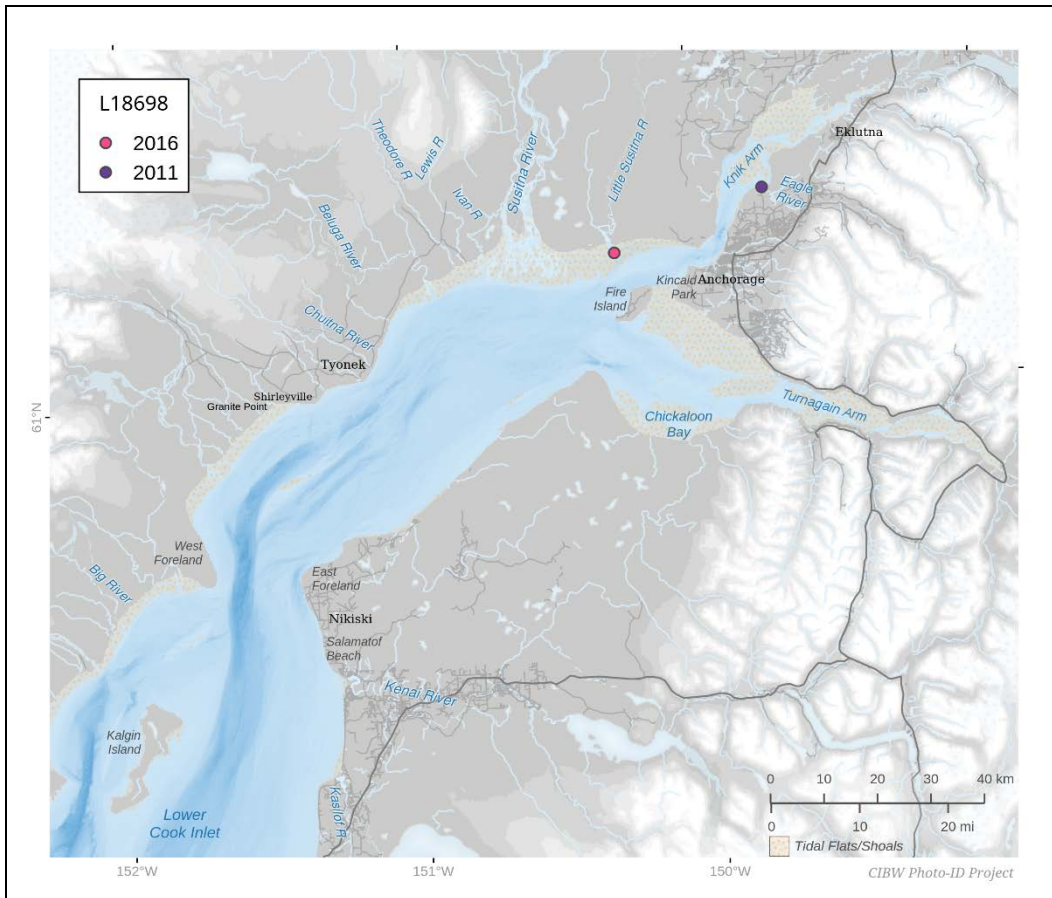 L18698
2016
2011
Theodore R
Lewis R
Ivan R
Susitna River
Little Susitna R
Knik Arm
Eklutna
Eagle
River
Beluga River
Kincaid
Park
Anchorage
Fire
Island
Chuitna River
Tyonek
Shirleyville
Granite Point
Turnagain Arm
Chickaloon
Bay
61°N
West
Foreland
Big River
East
Foreland
Nikiski
Salamatof
Beach
Kenai River
Kalgin
Island
Lower
Cook Inlet
Kasilof R
0 10 20 30 40 km
0 10 20 mi
Tidal Flats/Shoals
152°W 151°W 150°W
CIBW Photo-ID Project